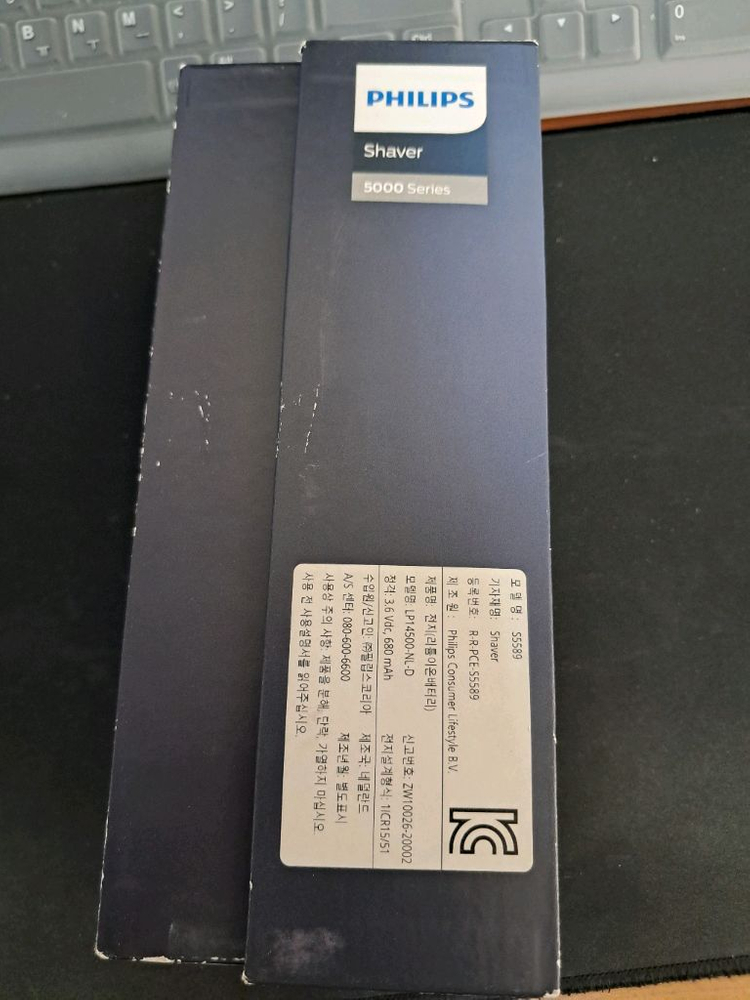 B ㅠ
N ㅜ
M ㅡ
<
>
?
/
Ctrl
0
Ins
PHILIPS
Shaver
5000 Series
모델명 : S5589
기자재명: Shaver
등록번호: R-R-PCE-S5589
제 조 원 : Philips Consumer Lifestyle B.V.
제품명: 전지(리튬이온배터리)
모델명: LP14500-NL-D 신고번호: ZW10026-20002
정격: 3.6 Vdc, 680 mAh 전지설계형식: 1ICR15/51
수입원/신고인: ㈜필립스코리아 제조국: 네덜란드
A/S 센터: 080-600-6600 제조년월: 별도표시
사용상 주의 사항: 제품을 분해, 단락, 가열하지 마십시오.
사용 전 사용설명서를 읽어주십시오.